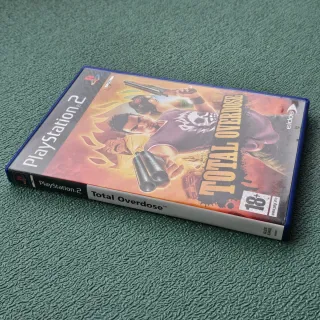 PlayStation 2
TOTAL OVERDOSE
eidos
18+
PlayStation 2
Total Overdose